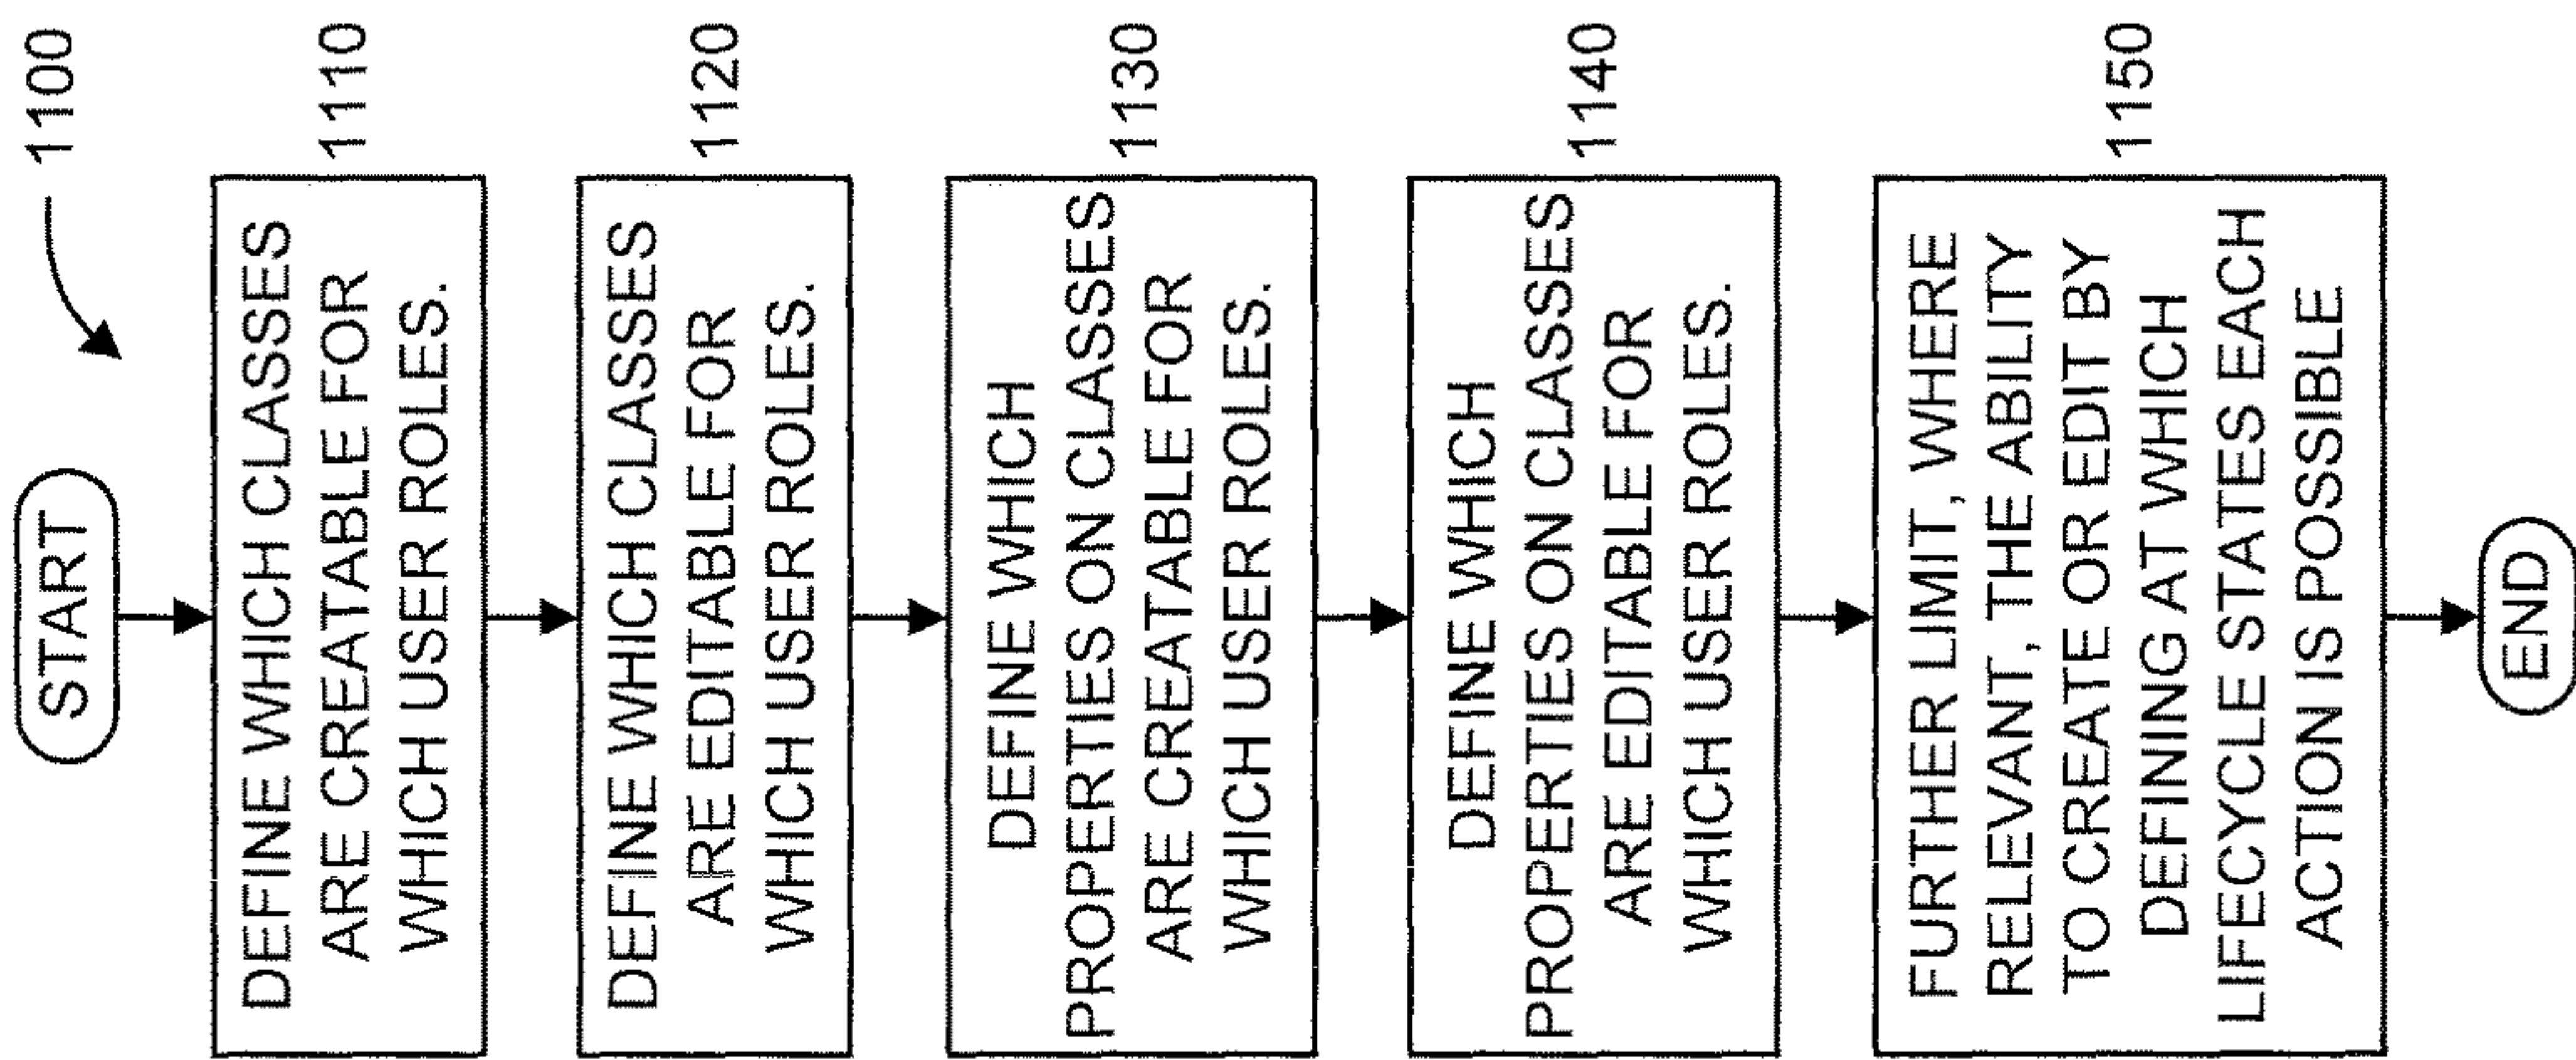 1100
START
DEFINE WHICH CLASSES
ARE CREATABLE FOR
WHICH USER ROLES.
1110
DEFINE WHICH CLASSES
ARE EDITABLE FOR
WHICH USER ROLES.
1120
DEFINE WHICH
PROPERTIES ON CLASSES
ARE CREATABLE FOR
WHICH USER ROLES.
1130
DEFINE WHICH
PROPERTIES ON CLASSES
ARE EDITABLE FOR
WHICH USER ROLES.
1140
FURTHER LIMIT, WHERE
RELEVANT, THE ABILITY
TO CREATE OR EDIT BY
DEFINING AT WHICH
LIFECYCLE STATES EACH
ACTION IS POSSIBLE
1150
END